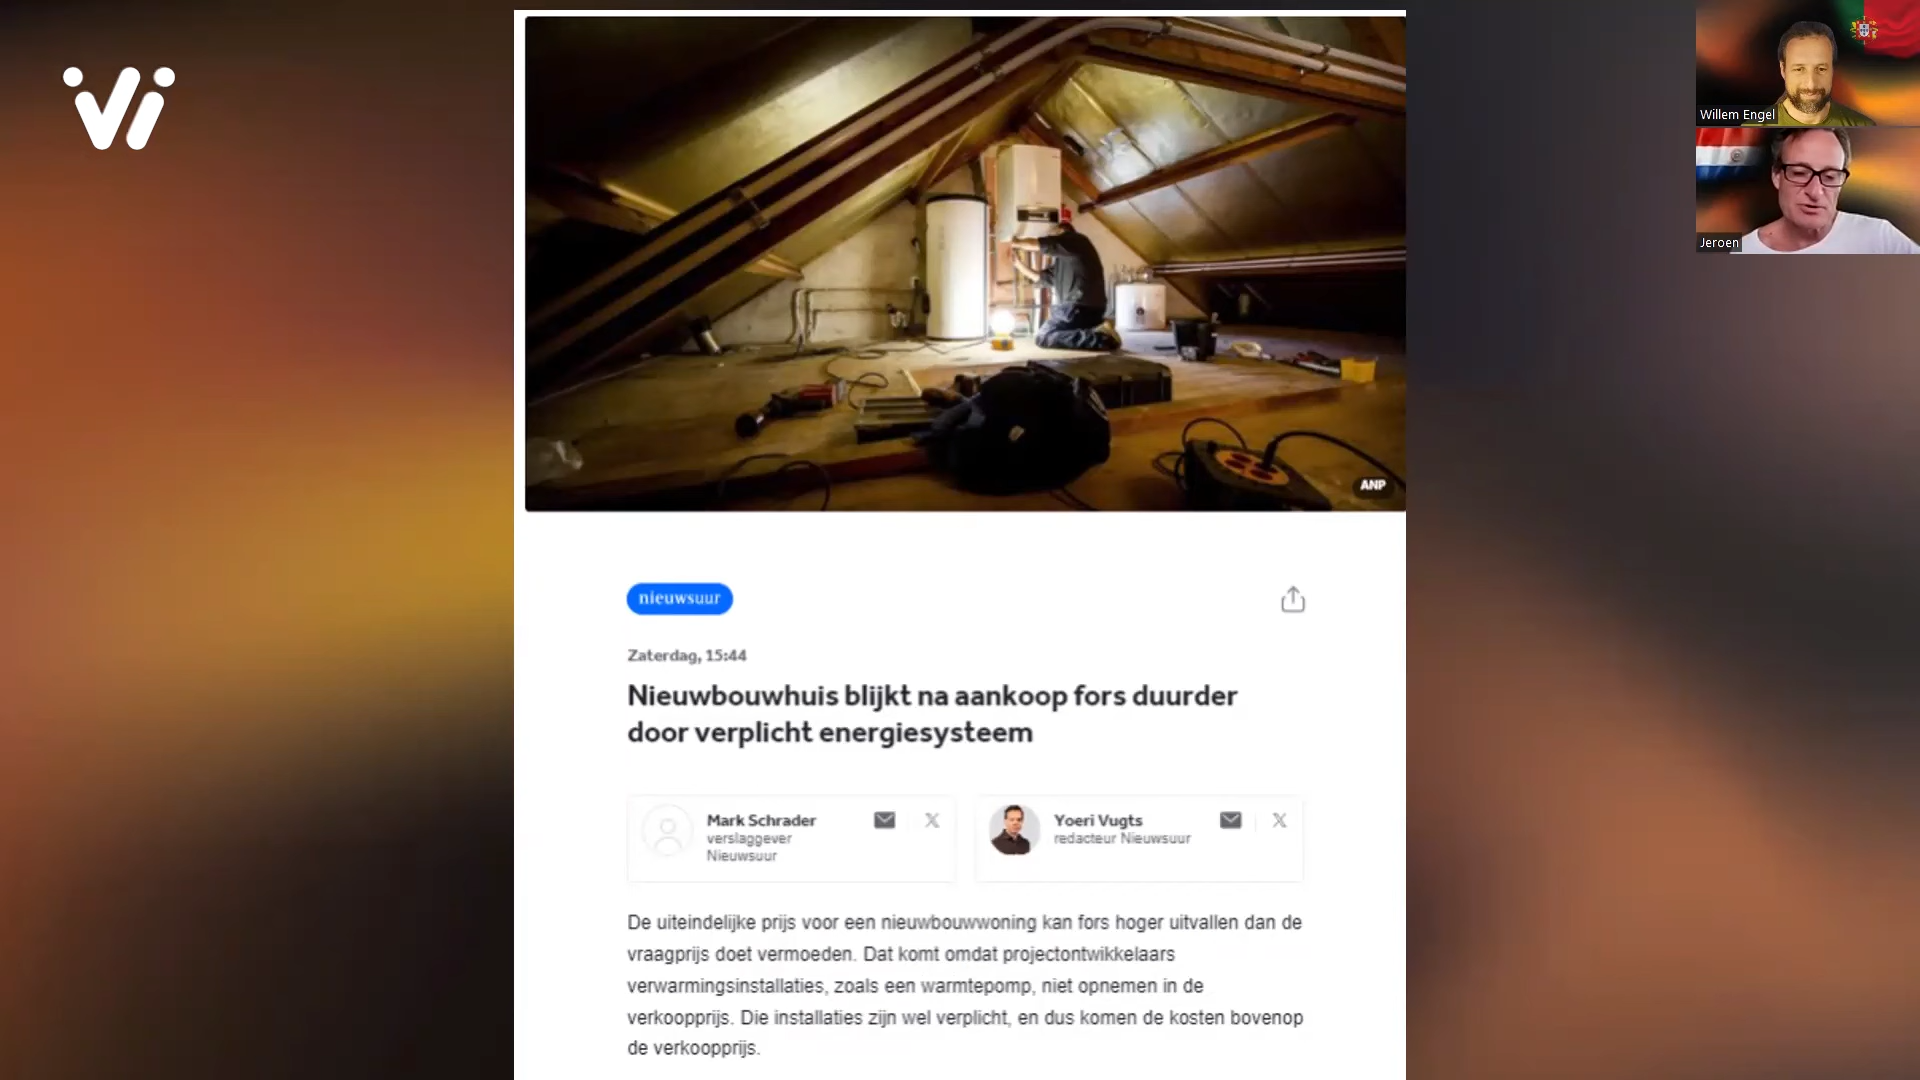 Vi
Willem Engel
Jeroen
ANP
nieuwsuur
Zaterdag, 15:44
Nieuwbouwhuis blijkt na aankoop fors duurder
door verplicht energiesysteem
Mark Schrader
verslaggever
Nieuwsuur
Yoeri Vugts
redacteur Nieuwsuur
De uiteindelijke prijs voor een nieuwbouwwoning kan fors hoger uitvallen dan de
vraagprijs doet vermoeden. Dat komt omdat projectontwikkelaars
verwarmingsinstallaties, zoals een warmtepomp, niet opnemen in de
verkoopprijs. Die installaties zijn wel verplicht, en dus komen de kosten bovenop
de verkoopprijs.